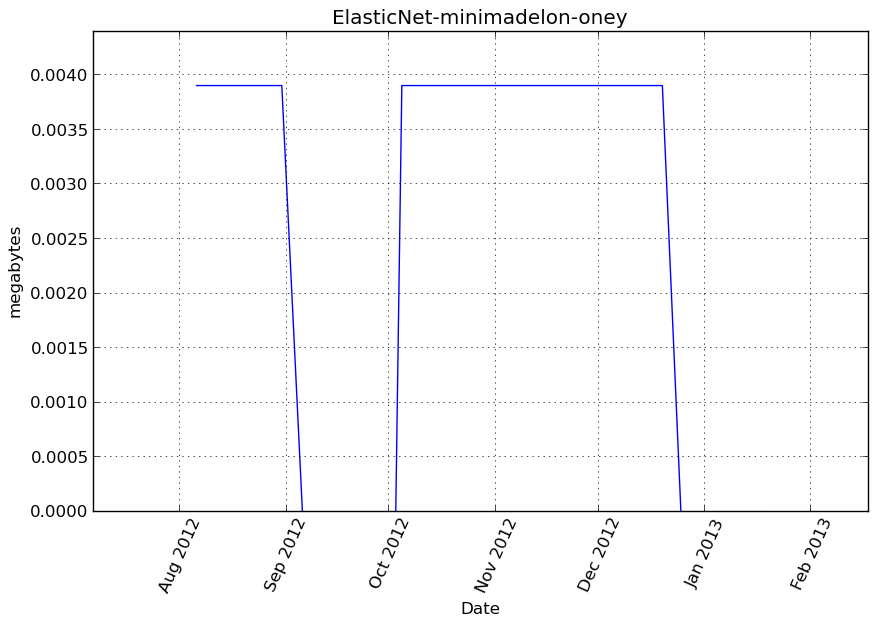 ElasticNet-minimadelon-oney
0.0040
0.0035
0.0030
0.0025
0.0020
0.0015
0.0010
0.0005
0.0000
megabytes
Aug 2012
Sep 2012
Oct 2012
Nov 2012
Dec 2012
Jan 2013
Feb 2013
Date